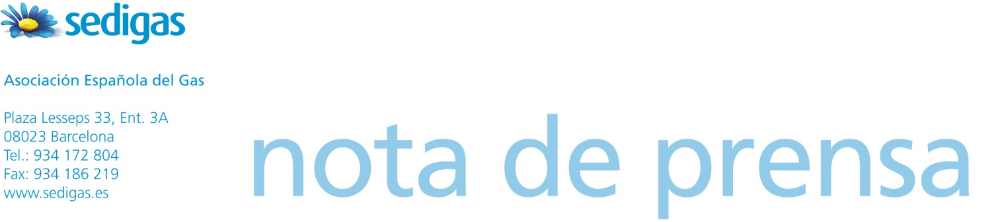 sedigas
Asociación Española del Gas
Plaza Lesseps 33, Ent. 3A
08023 Barcelona
Tel.: 934 172 804
Fax: 934 186 219
www.sedigas.es
nota de prensa